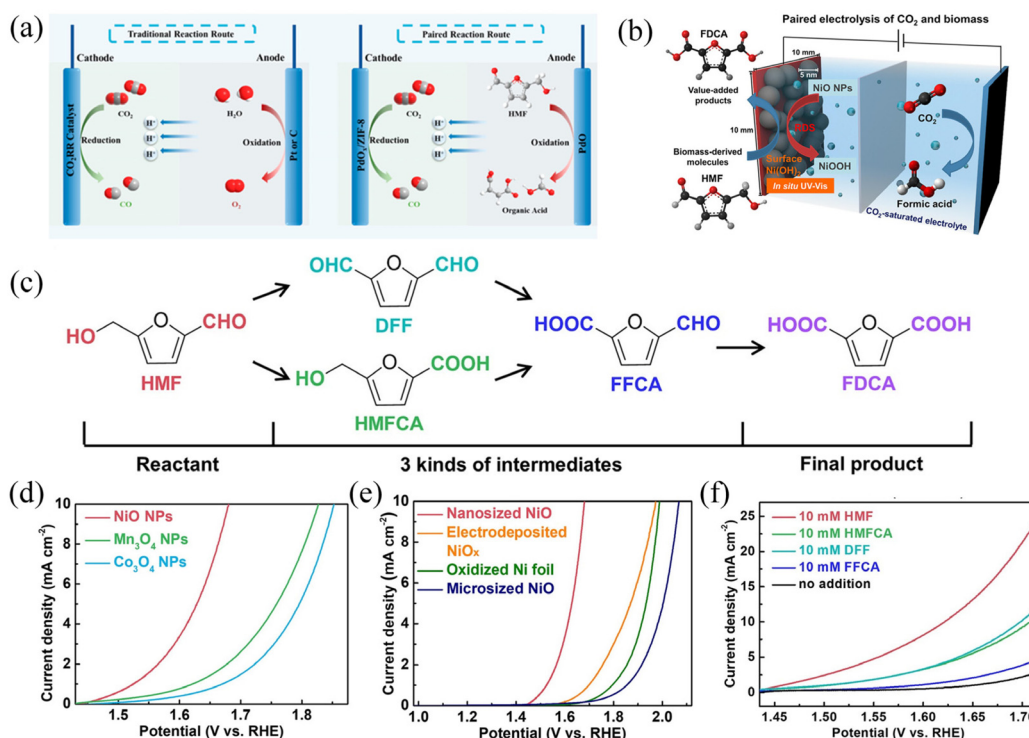 (a)
Traditional Reaction Route
Paired Reaction Route
Cathode
Anode
Cathode
Anode
CO2RR Catalyst
CO₂
H₂O
Reduction
H⁺
H⁺
H⁺
Oxidation
CO
O₂
Pt or C
PdOx/ZIF-8
CO₂
HMF
Reduction
H⁺
H⁺
H⁺
Oxidation
CO
Organic Acid
PdO
(b)
Paired electrolysis of CO₂ and biomass
FDCA
10 mm
5 nm
Value-added
products
NiO NPs
CO₂
10 mm
ROS
Biomass-derived
molecules
Surface
NiOOH
Ni(OH)
HMF
In situ UV-Vis
Formic acid
CO₂-saturated electrolyte
(c)
OHC
O
CHO
DFF
HO
O
CHO
HMF
HOOC
O
CHO
FFCA
HOOC
O
COOH
FDCA
HO
O
COOH
HMFCA
Reactant
3 kinds of intermediates
Final product
(d)
Current density (mA cm⁻²)
10
8
6
4
2
0
NiO NPs
Mn₃O₄ NPs
Co₃O₄ NPs
1.5
1.6
1.7
1.8
Potential (V vs. RHE)
(e)
Current density (mA cm⁻²)
10
8
6
4
2
0
Nanosized NiO
Electrodeposited
NiOₓ
Oxidized Ni foil
Microsized NiO
1.0
1.2
1.4
1.6
1.8
2.0
Potential (V vs. RHE)
(f)
Current density (mA cm⁻²)
25
20
15
10
5
0
10 mM HMF
10 mM HMFCA
10 mM DFF
10 mM FFCA
no addition
1.45
1.50
1.55
1.60
1.65
1.70
Potential (V vs. RHE)